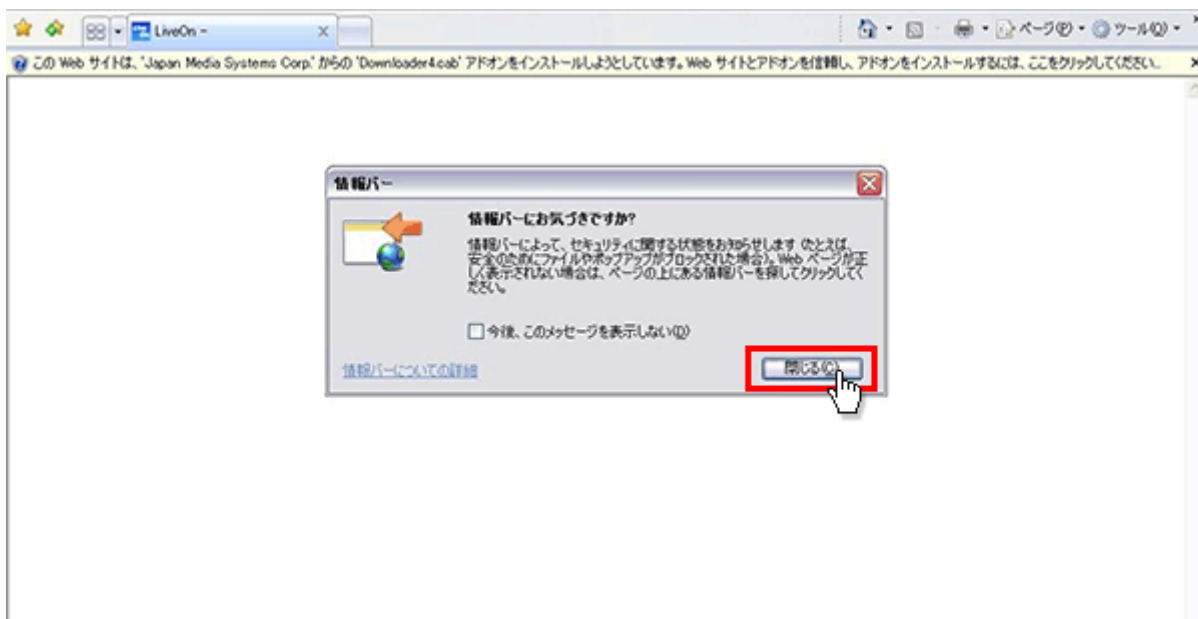 LiveOn -
ページ(P)
ツール(O)
この Web サイトは、'Japan Media Systems Corp.' からの 'Downloader4.cab' アドオンをインストールしようとしています。Web サイトとアドオンを信頼し、アドオンをインストールするには、ここをクリックしてください...
情報バー
情報バーにお気づきですか?
情報バーによって、セキュリティに関する状態をお知らせします (たとえば、
安全のためにファイルやポップアップがブロックされた場合)。Web ページが正
しく表示されない場合は、ページの上にある情報バーを探してクリックしてく
ださい。
今後、このメッセージを表示しない(D)
情報バーについての詳細
閉じる(C)